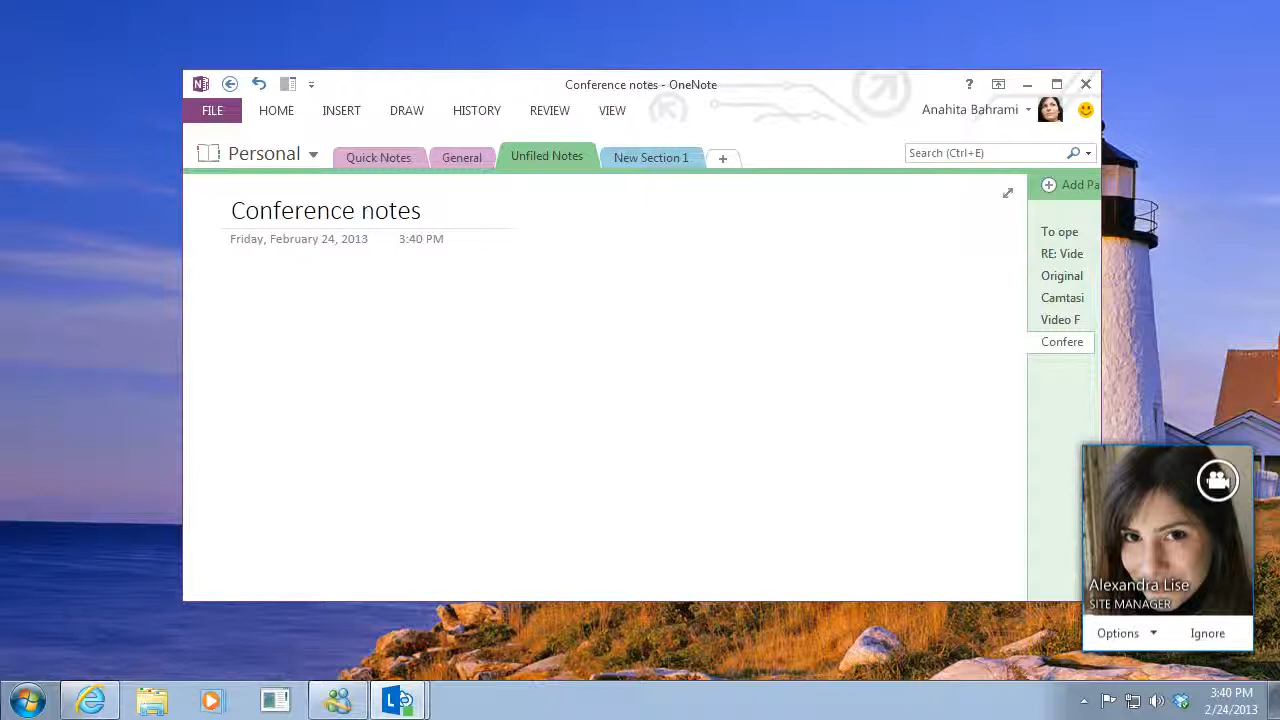 Conference notes - OneNote
?
FILE HOME INSERT DRAW HISTORY REVIEW VIEW
Anahita Bahrami
Personal
Quick Notes
General
Unfiled Notes
New Section 1
Search (Ctrl+E)
Add Pa
Conference notes
Friday, February 24, 2013 3:40 PM
To ope
RE: Vide
Original
Camtasi
Video F
Confere
Alexandra Lise
SITE MANAGER
Options Ignore
3:40 PM
2/24/2013